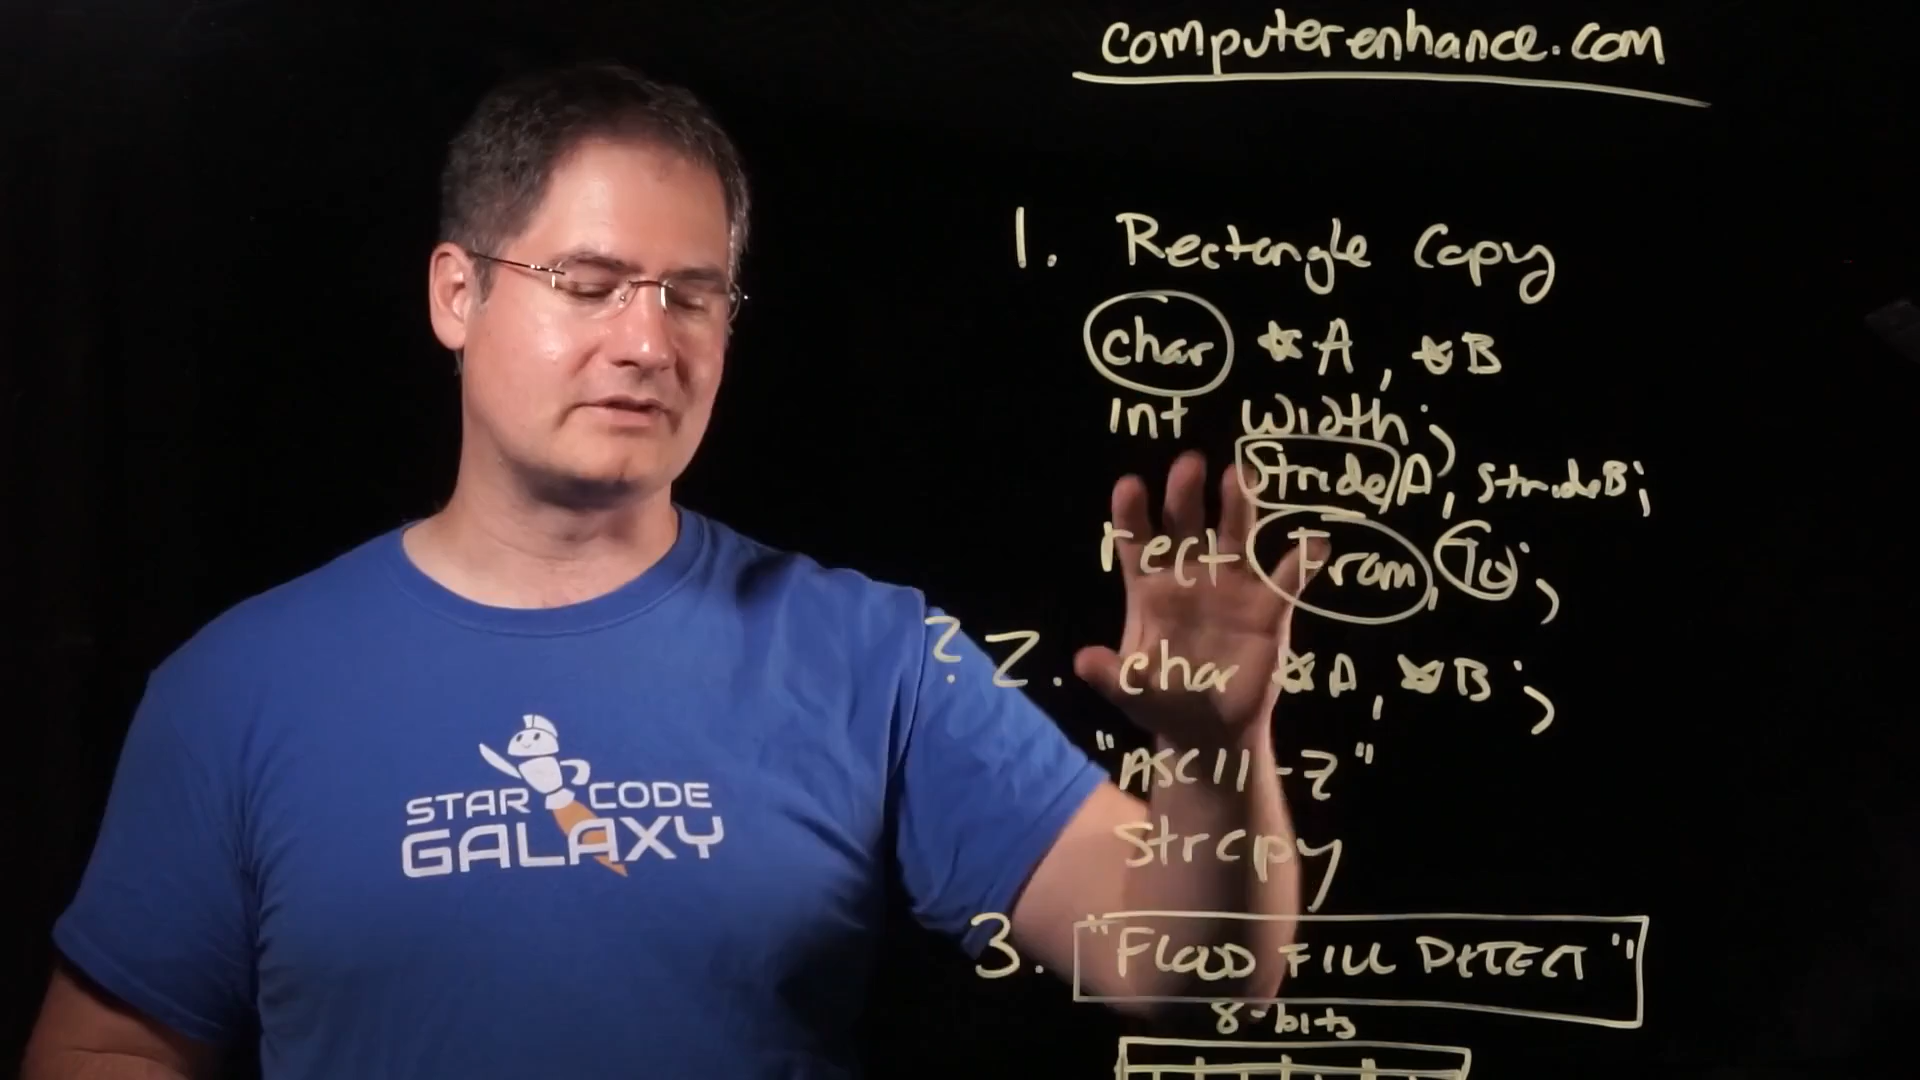 computerenhance.com
1. Rectangle Copy
char *A, *B
int width;
StrideA, strideB;
rect From, To;
? 2. char *A, *B;
"ASCII-Z"
Strcpy
3. "FLOOD FILL DETECT"
8-bits
STAR CODE
GALAXY